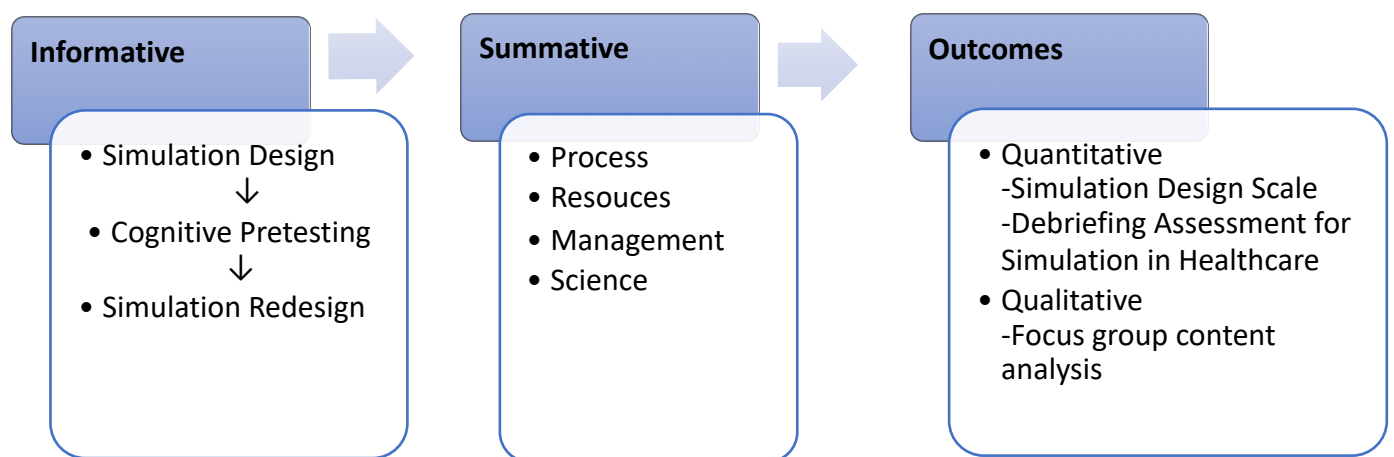 Informative
• Simulation Design
↓
• Cognitive Pretesting
↓
• Simulation Redesign
Summative
• Process
• Resouces
• Management
• Science
Outcomes
• Quantitative
-Simulation Design Scale
-Debriefing Assessment for
Simulation in Healthcare
• Qualitative
-Focus group content
analysis